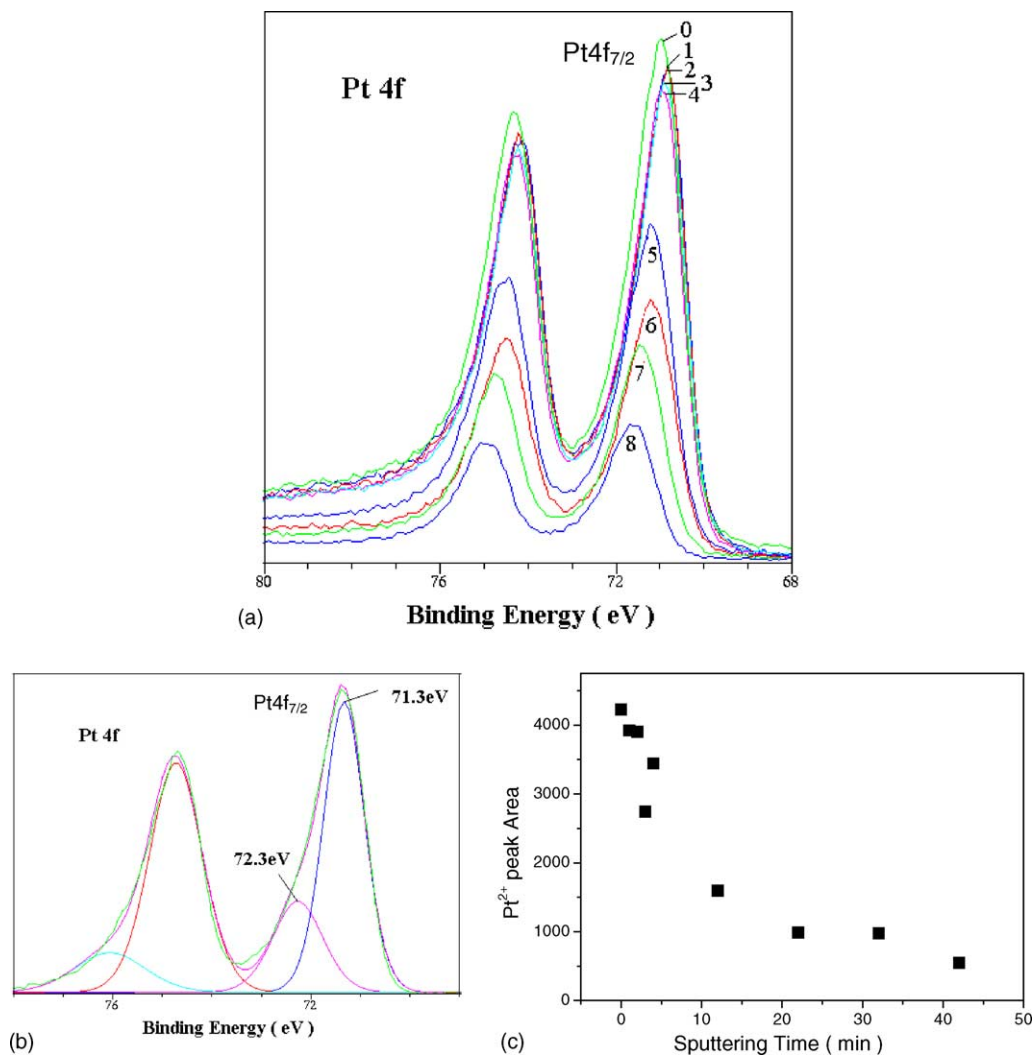 Pt 4f
Pt4f7/2
0
1
2
3
4
5
6
7
8
80
76
72
68
(a)
Binding Energy ( eV )
Pt 4f
Pt4f7/2
71.3eV
72.3eV
76
72
(b)
Binding Energy ( eV )
Pt2+ peak Area
4000
3000
2000
1000
0
0
10
20
30
40
50
(c)
Sputtering Time ( min )